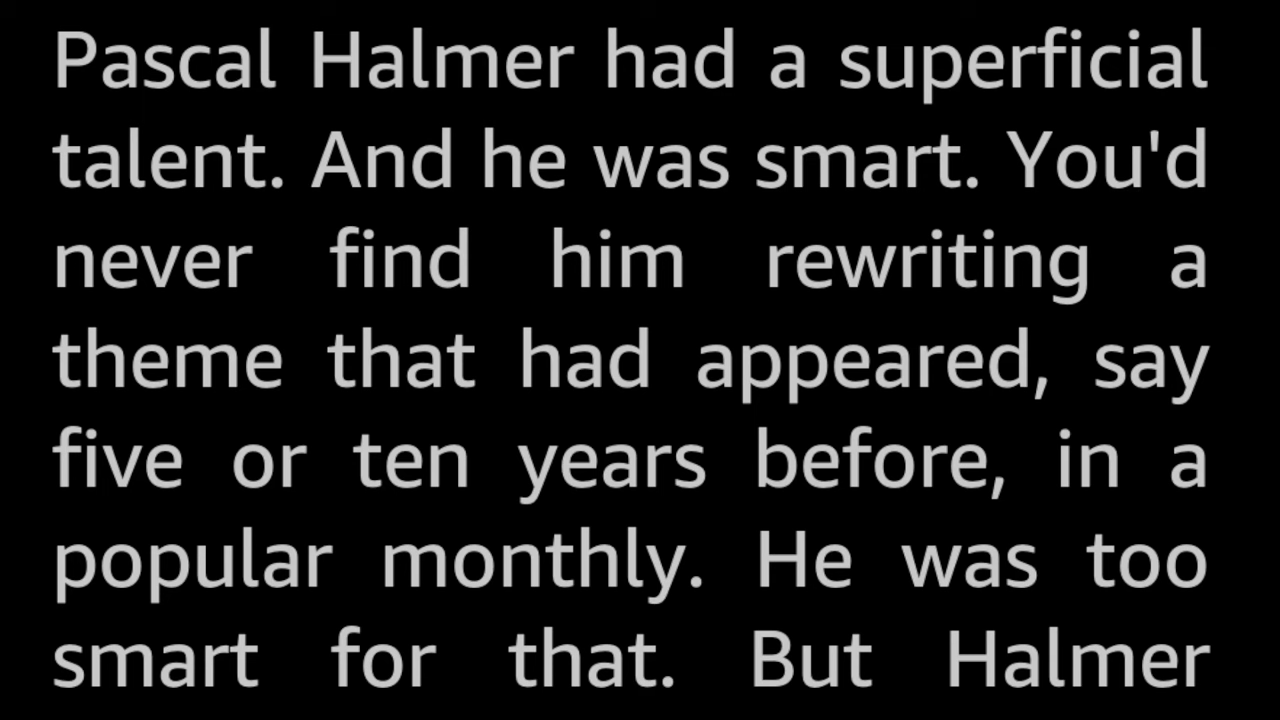 Pascal Halmer had a superficial
talent. And he was smart. You'd
never find him rewriting a
theme that had appeared, say
five or ten years before, in a
popular monthly. He was too
smart for that. But Halmer